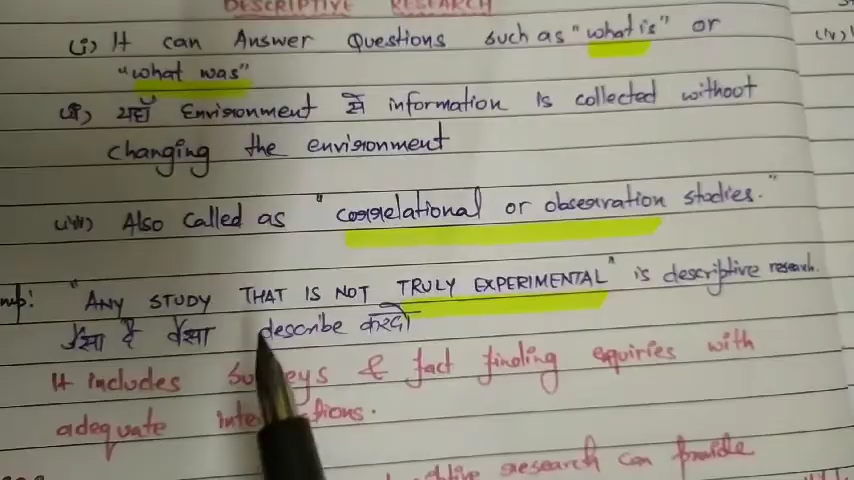 DESCRIPTIVE RESEARCH
(i) It can Answer Questions such as "what is" or
"what was"
(ii) यहाँ Environment से information is collected without
changing the environment
(iii) Also called as "correlational or observation studies."
Imp: "ANY STUDY THAT IS NOT TRULY EXPERIMENTAL" is descriptive research.
जैसा है वैसा describe करदो
It includes surveys & fact finding equiries with
adequate
research can provide
(iv)